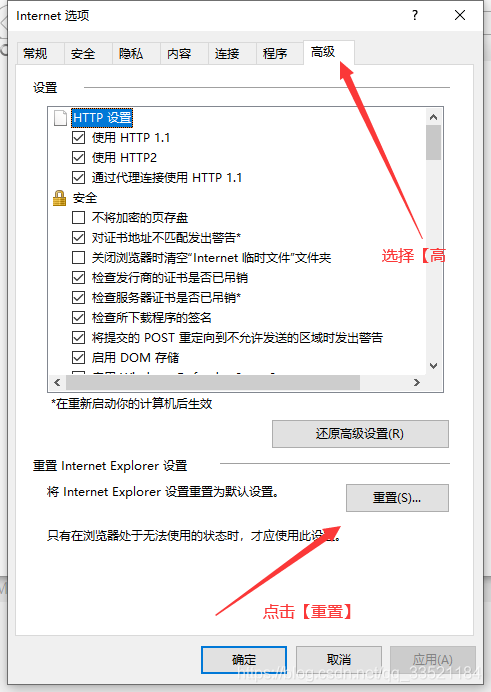 Internet 选项
常规 安全 隐私 内容 连接 程序 高级
设置
HTTP 设置
使用 HTTP 1.1
使用 HTTP2
通过代理连接使用 HTTP 1.1
安全
不将加密的页存盘
对证书地址不匹配发出警告*
关闭浏览器时清空“Internet 临时文件”文件夹
选择【高
检查发行商的证书是否已吊销
检查服务器证书是否已吊销*
检查所下载程序的签名
将提交的 POST 重定向到不允许发送的区域时发出警告
启用 DOM 存储
*在重新启动你的计算机后生效
还原高级设置(R)
重置 Internet Explorer 设置
将 Internet Explorer 设置重置为默认设置。
重置(S)...
只有在浏览器处于无法使用的状态时，才应使用此设置。
点击【重置】
确定 取消 应用(A)
https://blog.csdn.net/qq_33521184